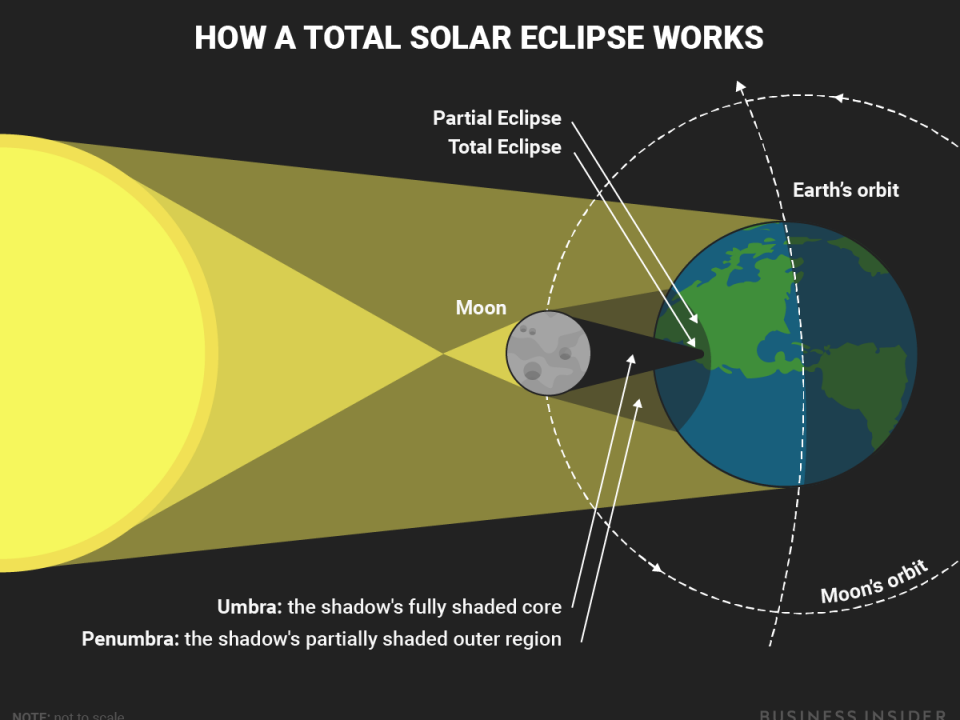 HOW A TOTAL SOLAR ECLIPSE WORKS
Partial Eclipse
Total Eclipse
Earth's orbit
Moon
Moon's orbit
Umbra: the shadow's fully shaded core
Penumbra: the shadow's partially shaded outer region
NOTE: not to scale
BUSINESS INSIDER